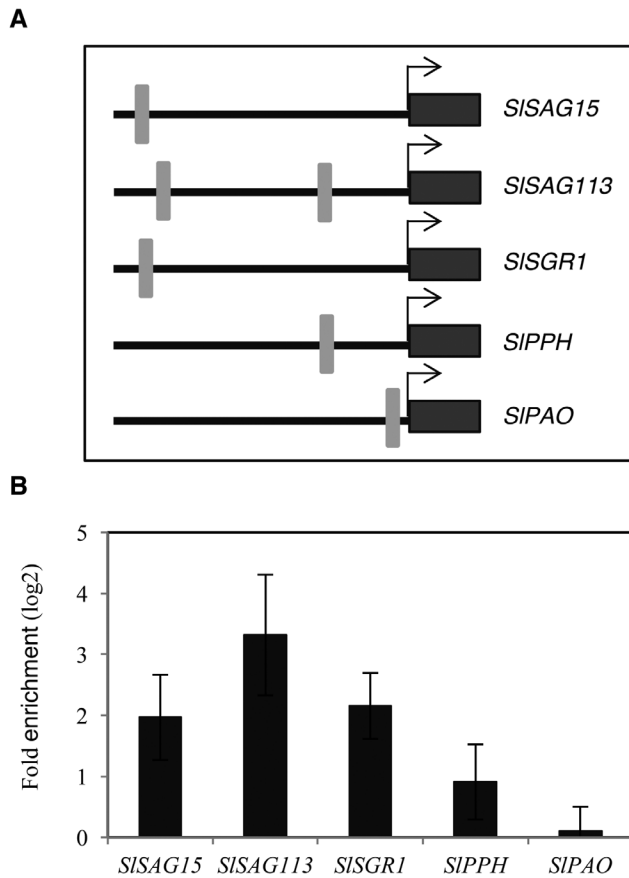 A
SlSAG15
SlSAG113
SlSGR1
SlPPH
SlPAO
B
Fold enrichment (log2)
5
4
3
2
1
0
SlSAG15 SlSAG113 SlSGR1 SlPPH SlPAO